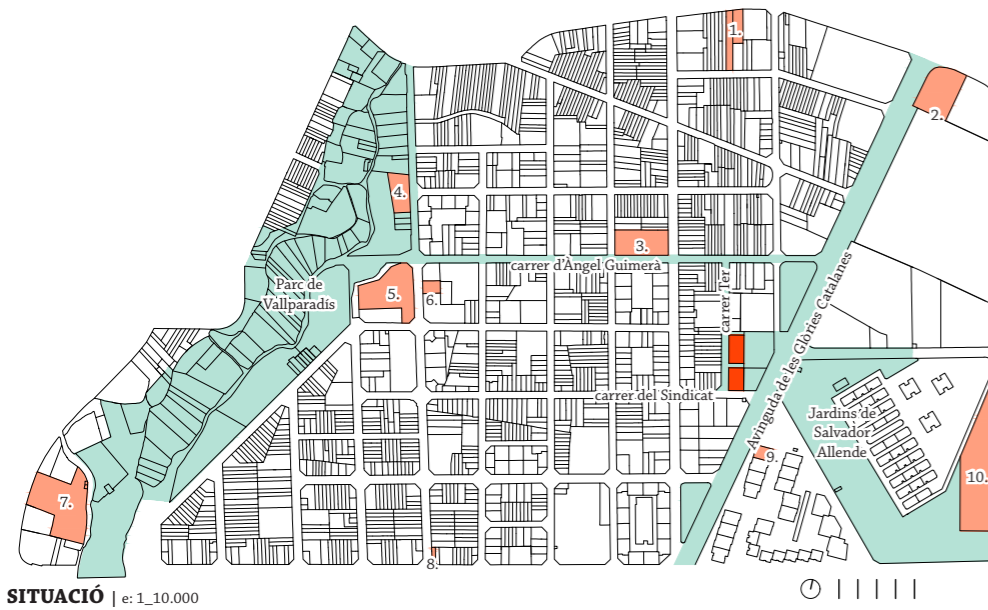 1.
2.
4.
3.
carrer d'Àngel Guimerà
Parc de
Vallparadís
5.
6.
carrer 1er
Avinguda de les Glòries Catalanes
carrer del Sindicat
Jardins de
Salvador
Allende
9.
7.
10.
8.
SITUACIÓ | e: 1_10.000